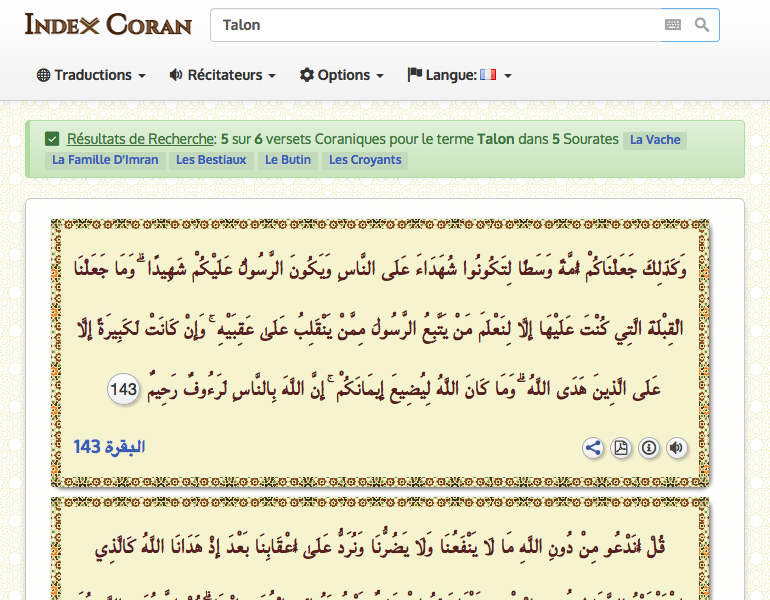 INDEX CORAN
Talon
Traductions
Récitateurs
Options
Langue:
Résultats de Recherche: 5 sur 6 versets Coraniques pour le terme Talon dans 5 Sourates La Vache
La Famille D'Imran Les Bestiaux Le Butin Les Croyants
وَكَذَٰلِكَ جَعَلْنَاكُمْ أُمَّةً وَسَطًا لِتَكُونُوا شُهَدَاءَ عَلَى النَّاسِ وَيَكُونَ الرَّسُولُ عَلَيْكُمْ شَهِيدًا ۗ وَمَا جَعَلْنَا
الْقِبْلَةَ الَّتِي كُنْتَ عَلَيْهَا إِلَّا لِنَعْلَمَ مَنْ يَتَّبِعُ الرَّسُولَ مِمَّنْ يَنْقَلِبُ عَلَىٰ عَقِبَيْهِ ۚ وَإِنْ كَانَتْ لَكَبِيرَةً إِلَّا
عَلَى الَّذِينَ هَدَى اللَّهُ ۗ وَمَا كَانَ اللَّهُ لِيُضِيعَ إِيمَانَكُمْ ۚ إِنَّ اللَّهَ بِالنَّاسِ لَرَءُوفٌ رَحِيمٌ 143
البقرة 143
قُلْ أَنَدْعُو مِنْ دُونِ اللَّهِ مَا لَا يَنْفَعُنَا وَلَا يَضُرُّنَا وَنُرَدُّ عَلَىٰ أَعْقَابِنَا بَعْدَ إِذْ هَدَانَا اللَّهُ كَالَّذِي